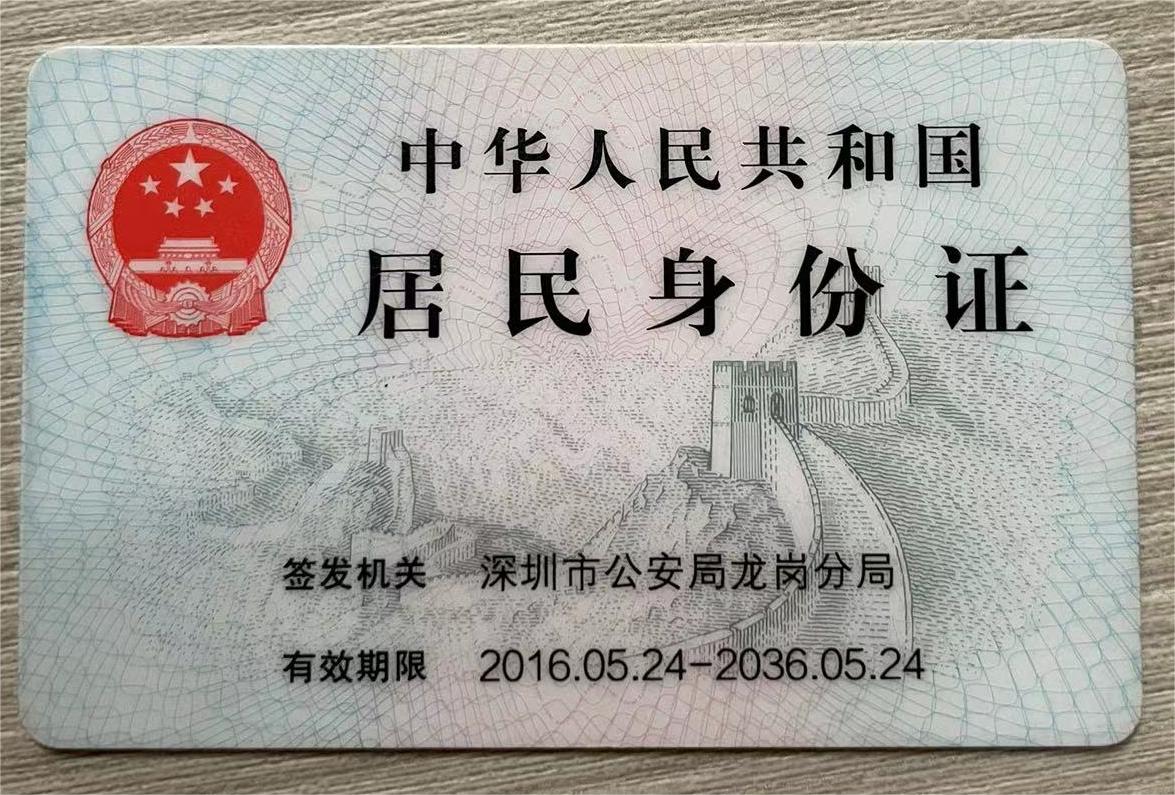 中华人民共和国
居民身份证
签发机关 深圳市公安局龙岗分局
有效期限 2016.05.24-2036.05.24